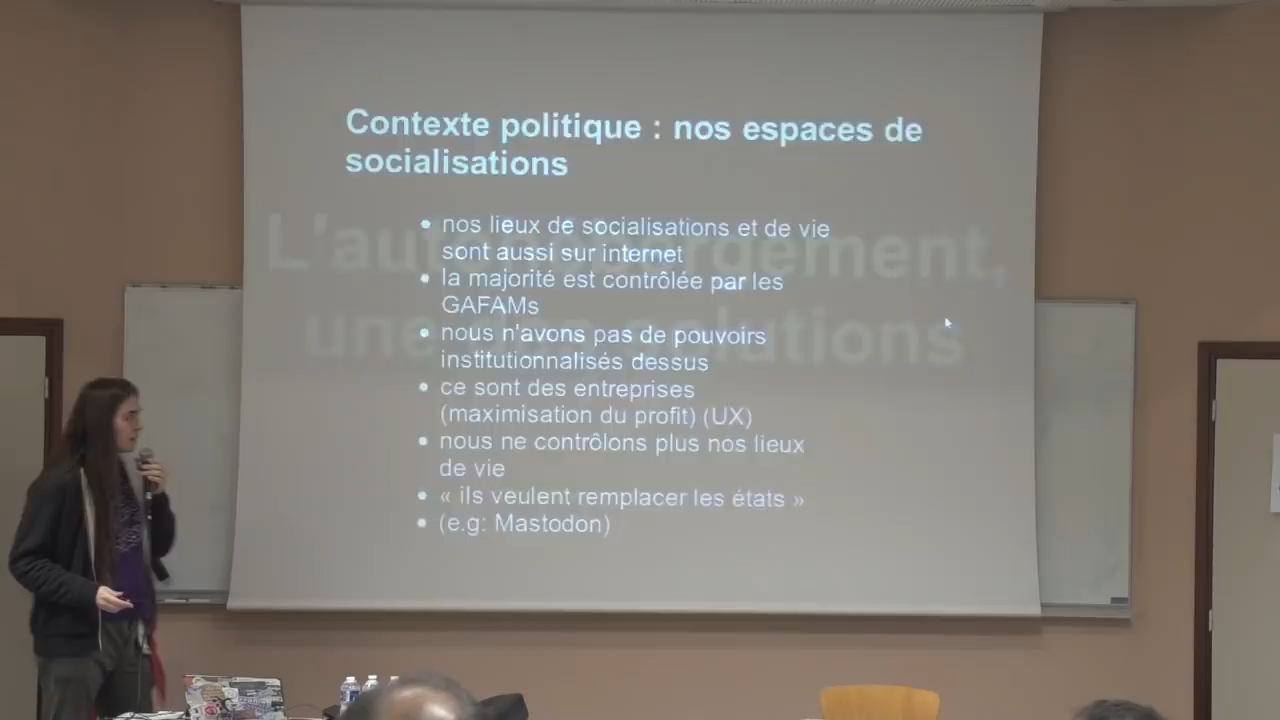 Contexte politique : nos espaces de
socialisations
• nos lieux de socialisations et de vie
sont aussi sur internet
• la majorité est contrôlée par les
GAFAMs
• nous n'avons pas de pouvoirs
institutionnalisés dessus
• ce sont des entreprises
(maximisation du profit) (UX)
• nous ne contrôlons plus nos lieux
de vie
• « ils veulent remplacer les états »
• (e.g: Mastodon)